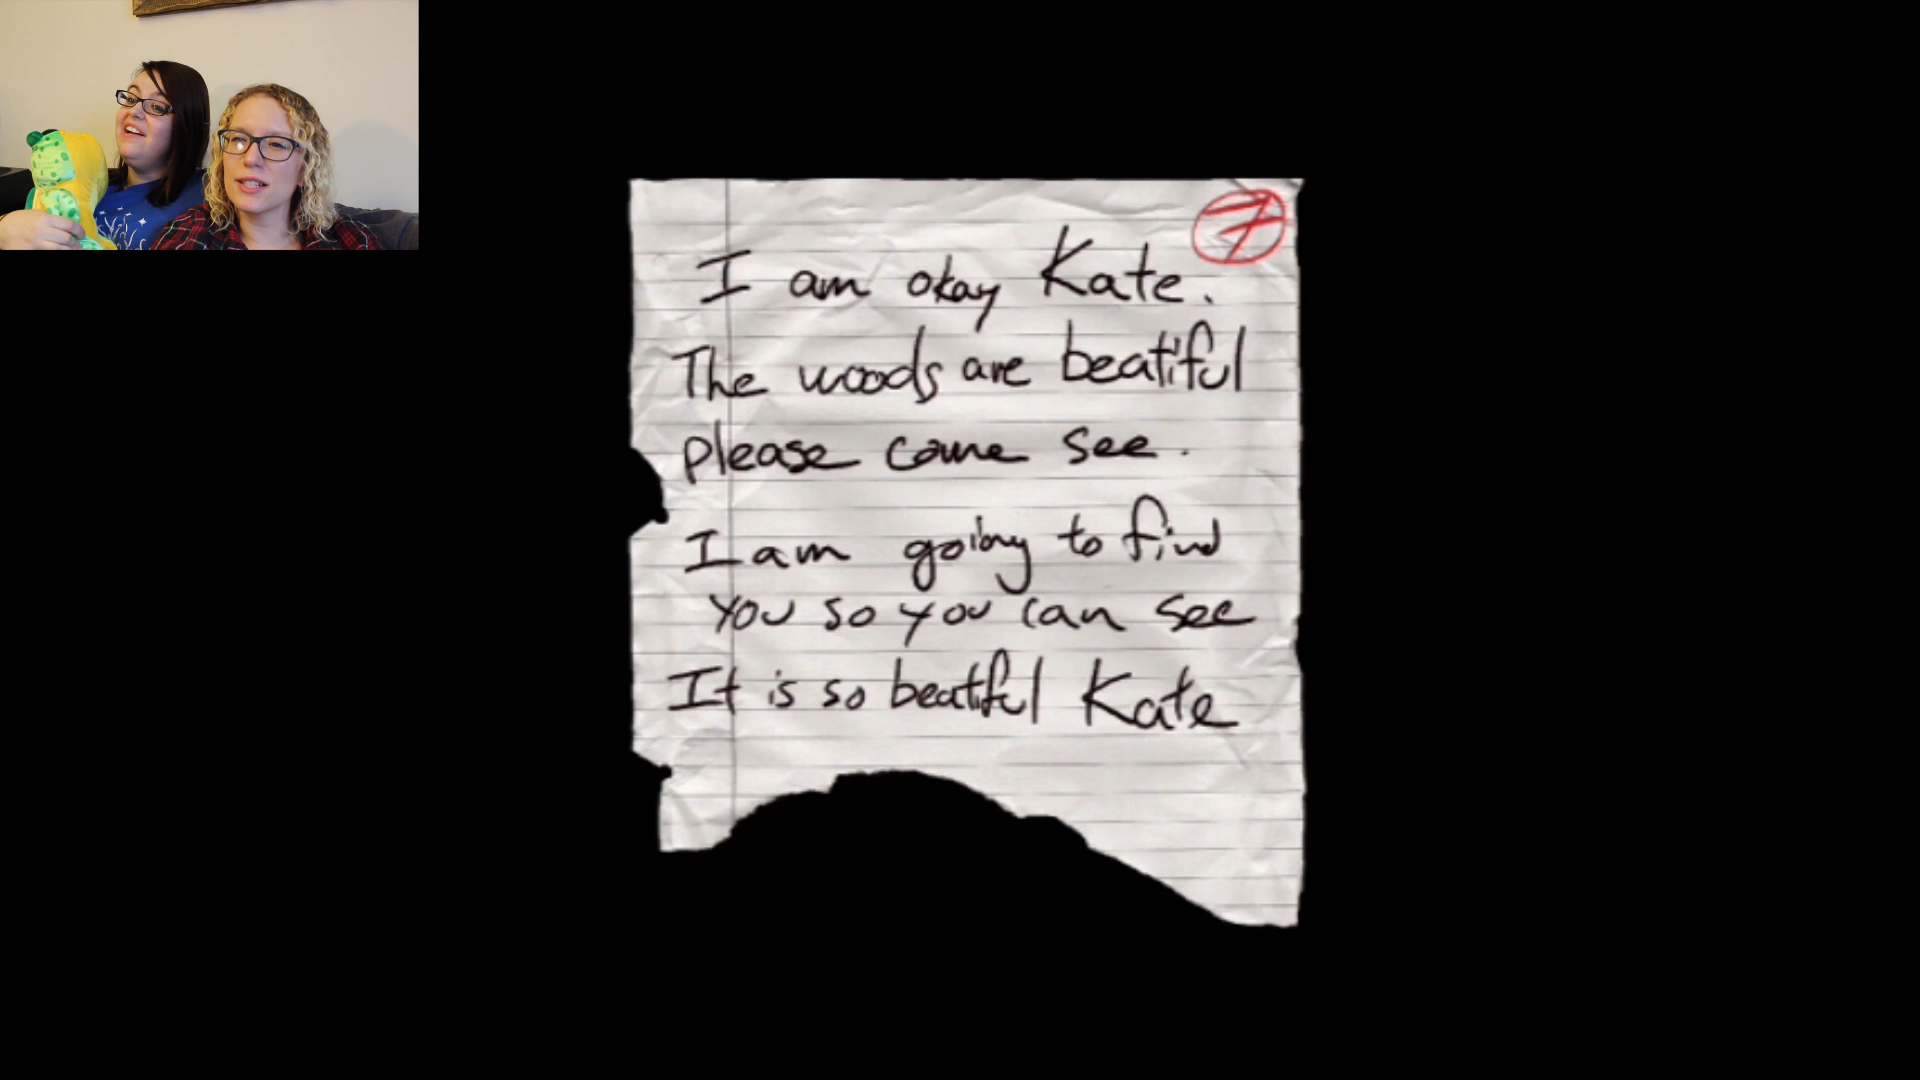 7
I am okay Kate.
The woods are beatiful
please come see.
I am going to find
you so you can see
It is so beatiful Kate